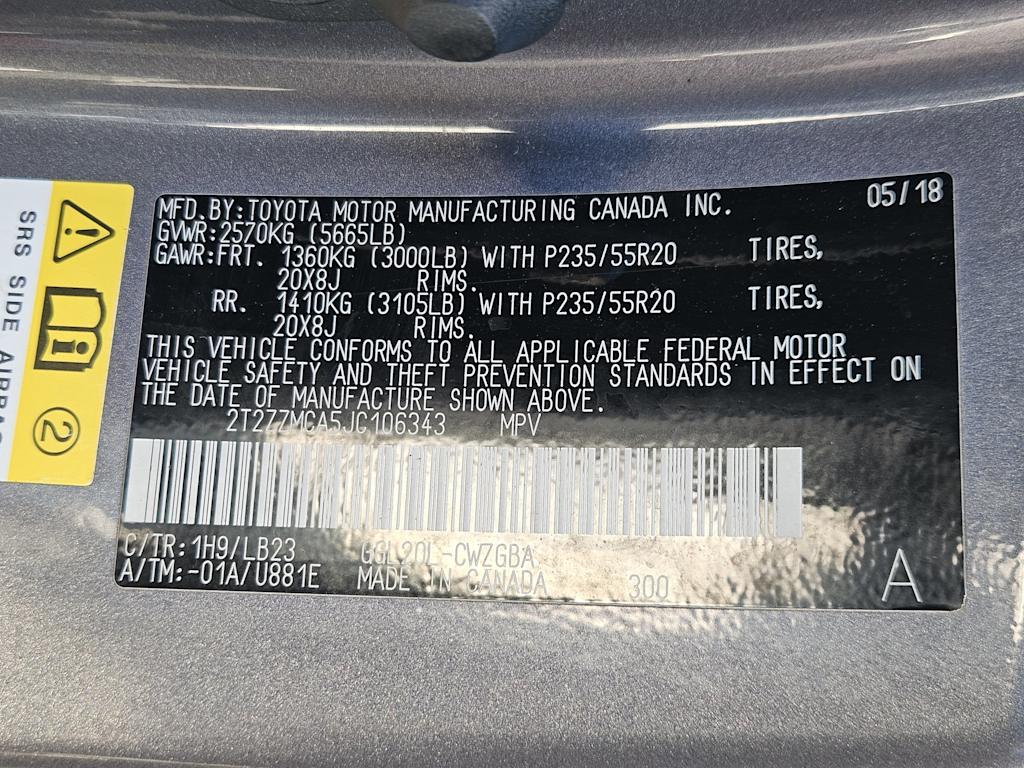 MFD.BY:TOYOTA MOTOR MANUFACTURING CANADA INC. 05/18
GVWR:2570KG (5665LB)
GAWR:FRT. 1360KG (3000LB) WITH P235/55R20 TIRES,
20X8J RIMS.
RR. 1410KG (3105LB) WITH P235/55R20 TIRES,
20X8J RIMS.
THIS VEHICLE CONFORMS TO ALL APPLICABLE FEDERAL MOTOR
VEHICLE SAFETY AND THEFT PREVENTION STANDARDS IN EFFECT ON
THE DATE OF MANUFACTURE SHOWN ABOVE.
2T2ZZMCA5JC106343 MPV
C/TR:1H9/LB23 GGL20L-CWZGBA
A/TM:-01A/U881E MADE IN CANADA 300 A
SRS SIDE AIRBAG
2